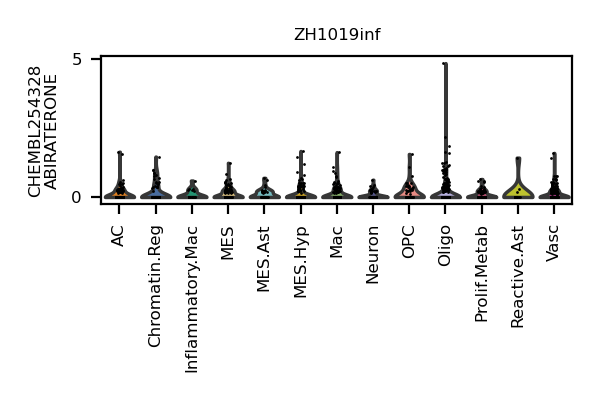 ZH1019inf
CHEMBL254328
ABIRATERONE
5
0
AC
Chromatin.Reg
Inflammatory.Mac
MES
MES.Ast
MES.Hyp
Mac
Neuron
OPC
Oligo
Prolif.Metab
Reactive.Ast
Vasc